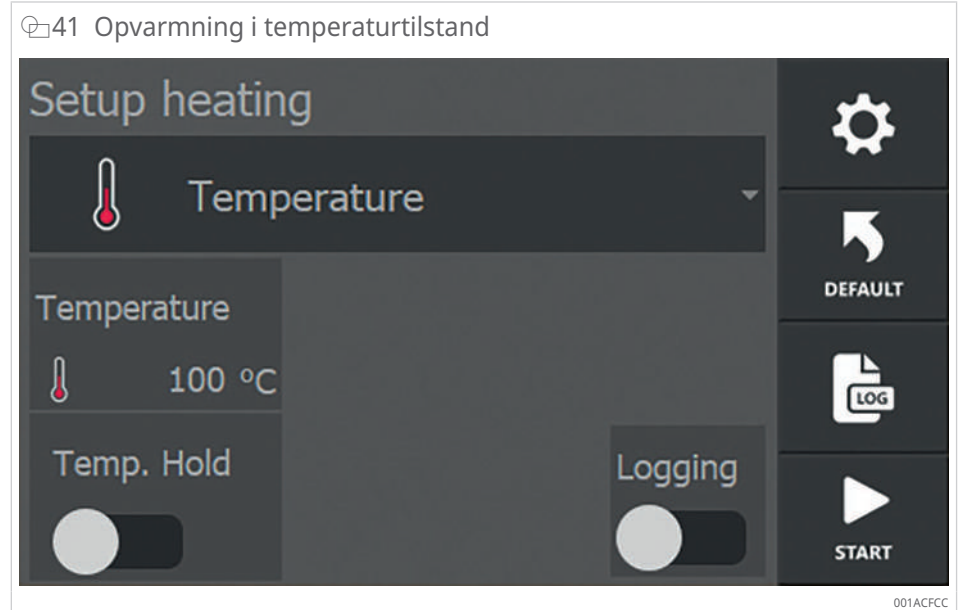 41 Opvarmning i temperaturtilstand
Setup heating
Temperature
DEFAULT
Temperature
100 °C
LOG
Temp. Hold
Logging
START
001ACFCC